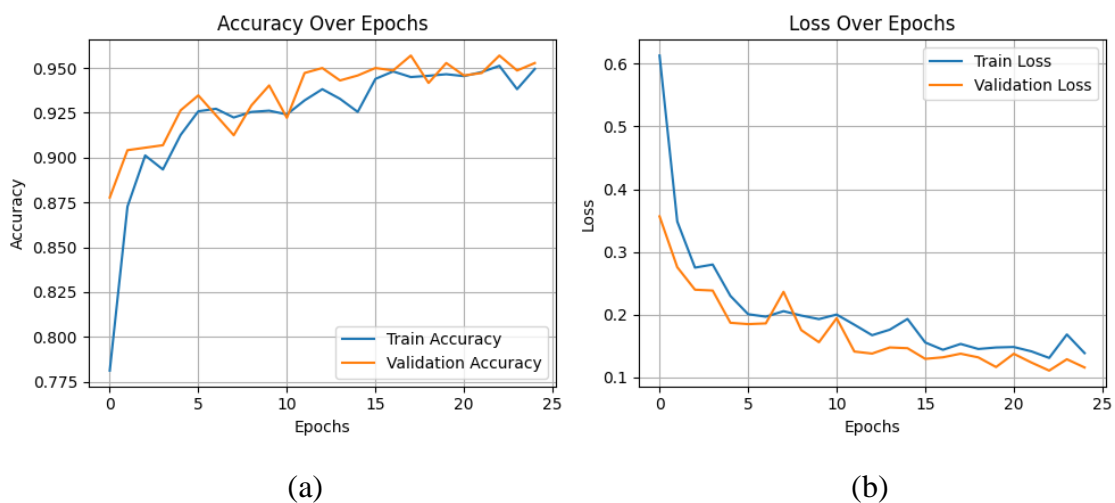 Accuracy Over Epochs
0.950
0.925
0.900
0.875
0.850
0.825
0.800
0.775
Accuracy
0 5 10 15 20 25
Epochs
Train Accuracy
Validation Accuracy
(a)
Loss Over Epochs
0.6
0.5
0.4
0.3
0.2
0.1
Loss
0 5 10 15 20 25
Epochs
Train Loss
Validation Loss
(b)